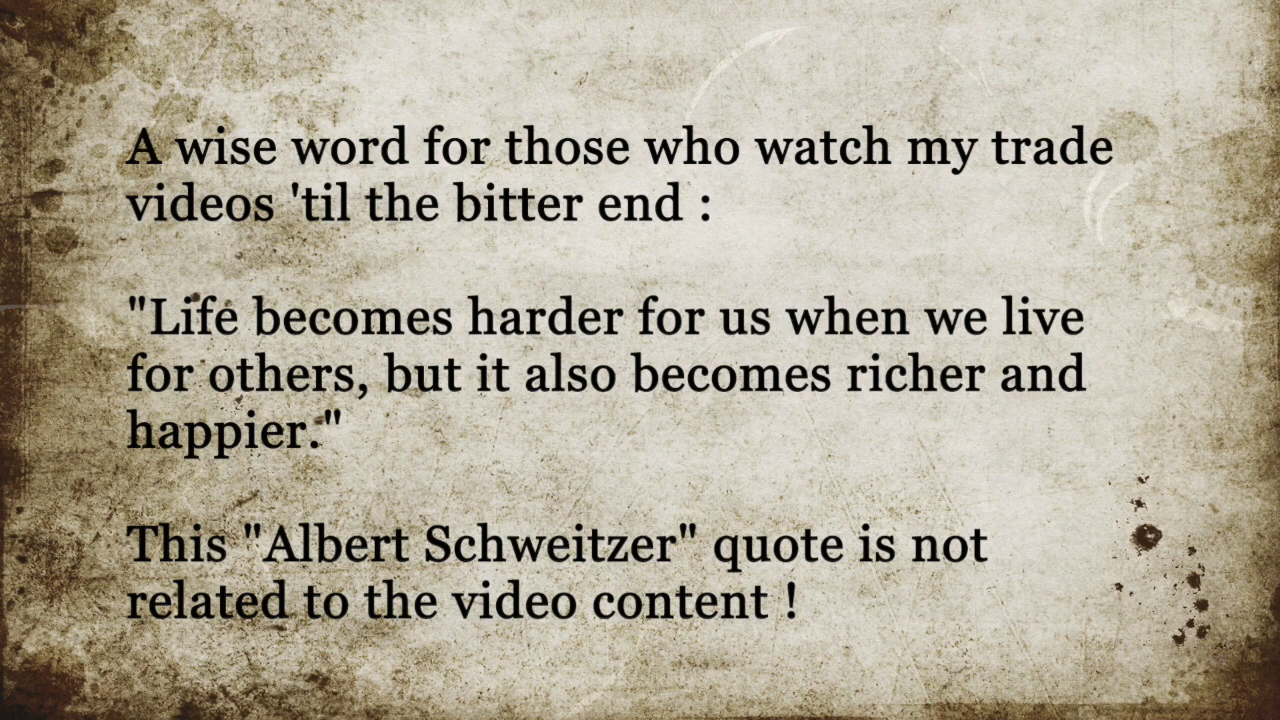 A wise word for those who watch my trade
videos 'til the bitter end :
"Life becomes harder for us when we live
for others, but it also becomes richer and
happier."
This "Albert Schweitzer" quote is not
related to the video content !